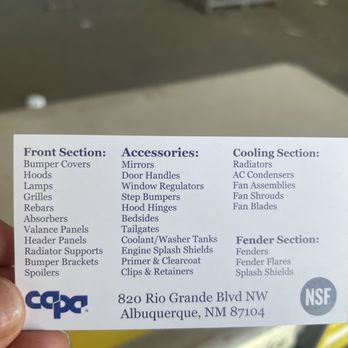 Front Section:
Bumper Covers
Hoods
Lamps
Grilles
Rebars
Absorbers
Valance Panels
Header Panels
Radiator Supports
Bumper Brackets
Spoilers
Accessories:
Mirrors
Door Handles
Window Regulators
Step Bumpers
Hood Hinges
Bedsides
Tailgates
Coolant/Washer Tanks
Engine Splash Shields
Primer & Clearcoat
Clips & Retainers
Cooling Section:
Radiators
AC Condensers
Fan Assemblies
Fan Shrouds
Fan Blades
Fender Section:
Fenders
Fender Flares
Splash Shields
capa
820 Rio Grande Blvd NW
Albuquerque, NM 87104
NSF